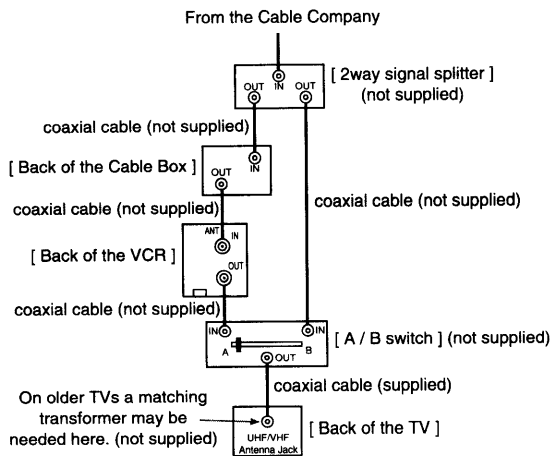 From the Cable Company
IN
OUT OUT
[ 2way signal splitter ]
(not supplied)
coaxial cable (not supplied)
[ Back of the Cable Box ]
IN
OUT
coaxial cable (not supplied)
coaxial cable (not supplied)
ANT IN
[ Back of the VCR ]
OUT
coaxial cable (not supplied)
IN IN
A B
OUT
[ A / B switch ] (not supplied)
coaxial cable (supplied)
On older TVs a matching
transformer may be
needed here. (not supplied)
UHF/VHF
Antenna Jack
[ Back of the TV ]